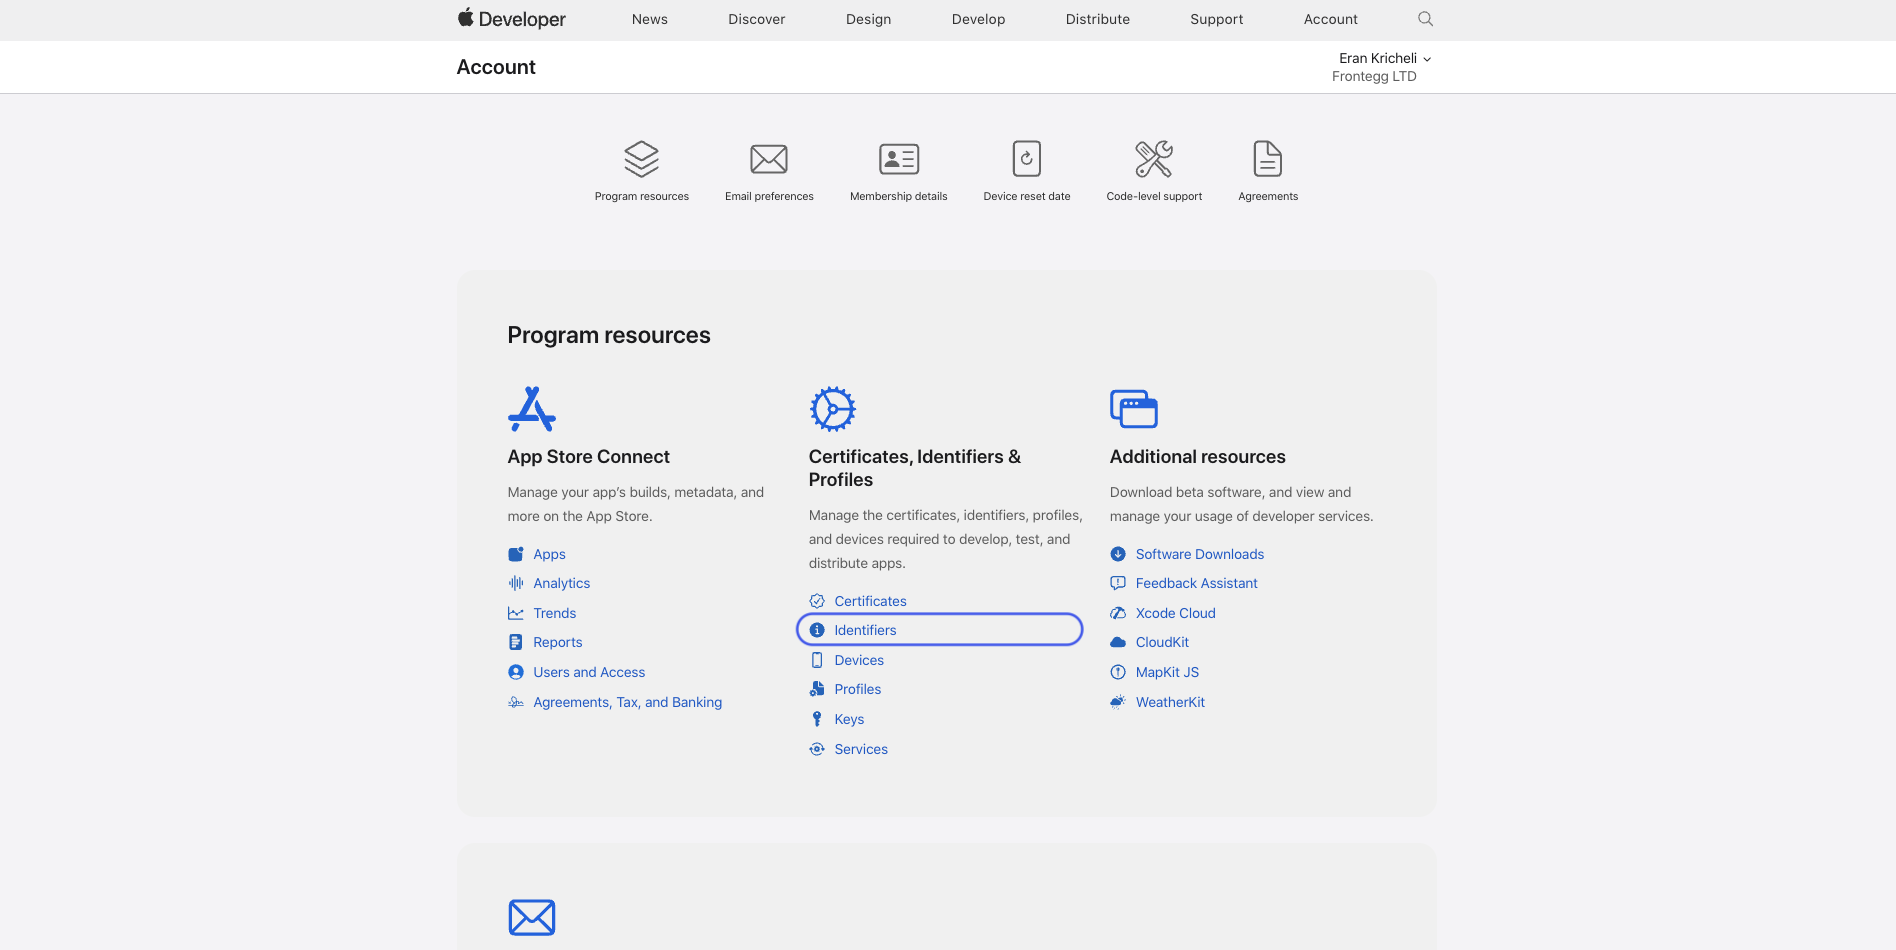 Developer
News
Discover
Design
Develop
Distribute
Support
Account
Account
Eran Kricheli
Frontegg LTD
Program resources
Email preferences
Membership details
Device reset date
Code-level support
Agreements
Program resources
App Store Connect
Manage your app’s builds, metadata, and
more on the App Store.
Apps
Analytics
Trends
Reports
Users and Access
Agreements, Tax, and Banking
Certificates, Identifiers &
Profiles
Manage the certificates, identifiers, profiles,
and devices required to develop, test, and
distribute apps.
Certificates
Identifiers
Devices
Profiles
Keys
Services
Additional resources
Download beta software, and view and
manage your usage of developer services.
Software Downloads
Feedback Assistant
Xcode Cloud
CloudKit
MapKit JS
WeatherKit